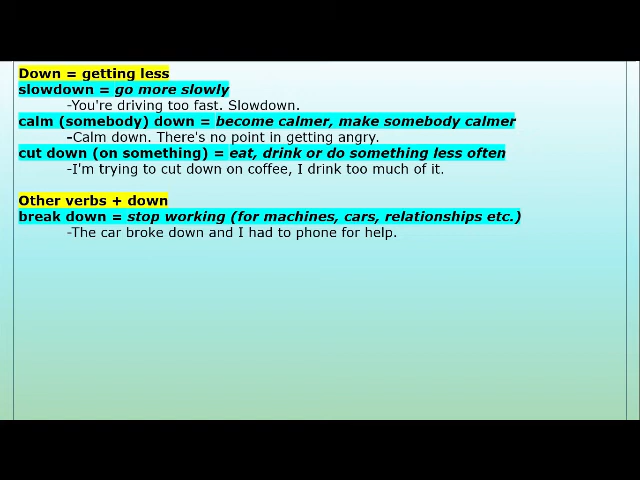 Down = getting less
slowdown = go more slowly
-You're driving too fast. Slowdown.
calm (somebody) down = become calmer, make somebody calmer
-Calm down. There's no point in getting angry.
cut down (on something) = eat, drink or do something less often
-I'm trying to cut down on coffee, I drink too much of it.
Other verbs + down
break down = stop working (for machines, cars, relationships etc.)
-The car broke down and I had to phone for help.